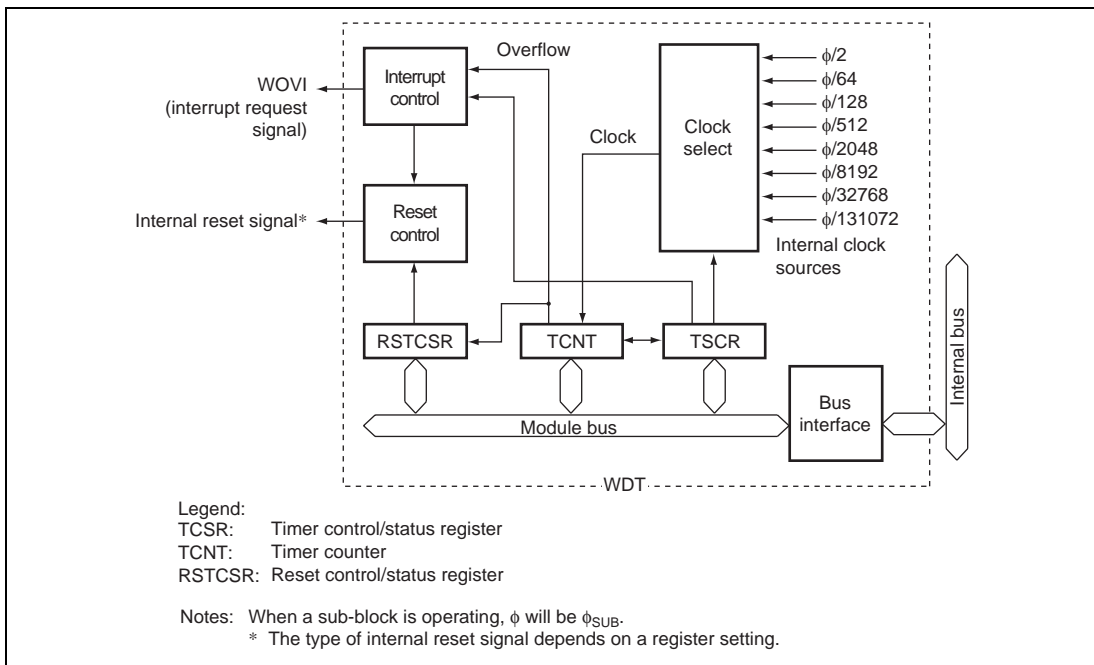 Overflow
Interrupt
control
WOVI
(interrupt request
signal)
Clock
Clock
select
ϕ/2
ϕ/64
ϕ/128
ϕ/512
ϕ/2048
ϕ/8192
ϕ/32768
ϕ/131072
Internal clock
sources
Reset
control
Internal reset signal*
RSTCSR
TCNT
TSCR
Bus
interface
Module bus
Internal bus
WDT
Legend:
TCSR: Timer control/status register
TCNT: Timer counter
RSTCSR: Reset control/status register
Notes: When a sub-block is operating, ϕ will be ϕSUB.
* The type of internal reset signal depends on a register setting.